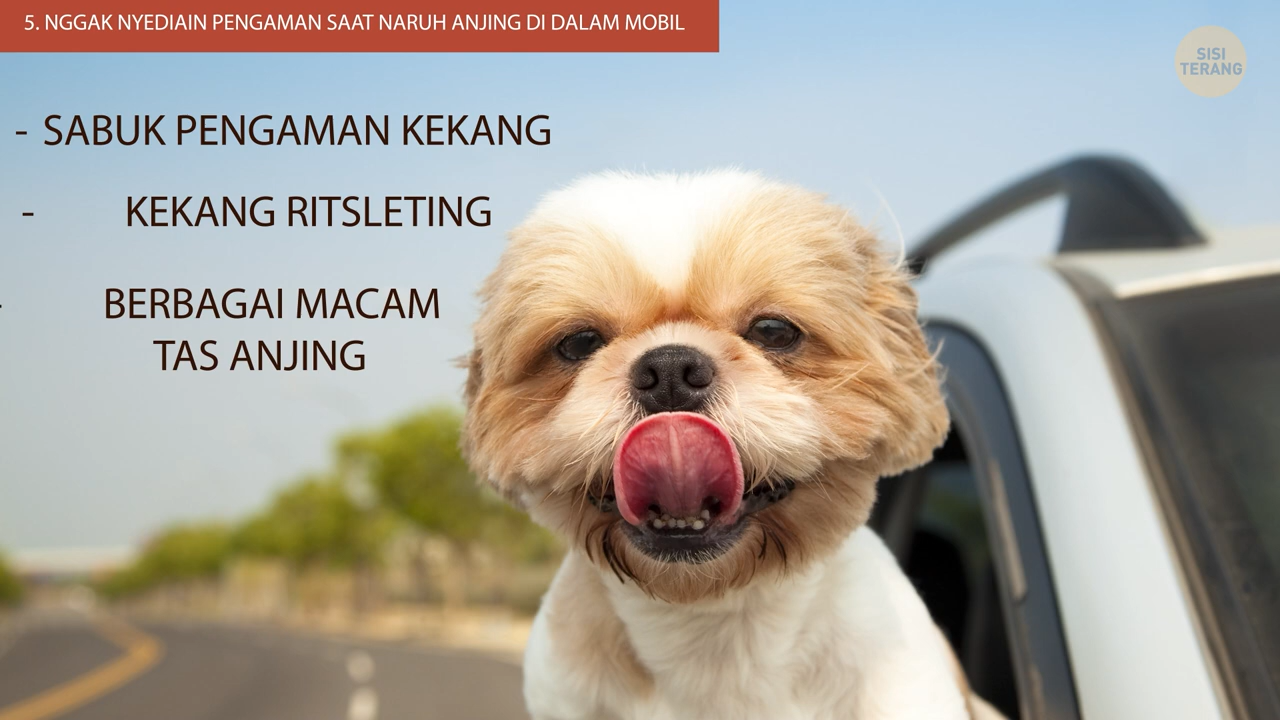 5. NGGAK NYEDIAIN PENGAMAN SAAT NARUH ANJING DI DALAM MOBIL
SISI
TERANG
- SABUK PENGAMAN KEKANG
- KEKANG RITSLETING
- BERBAGAI MACAM
TAS ANJING